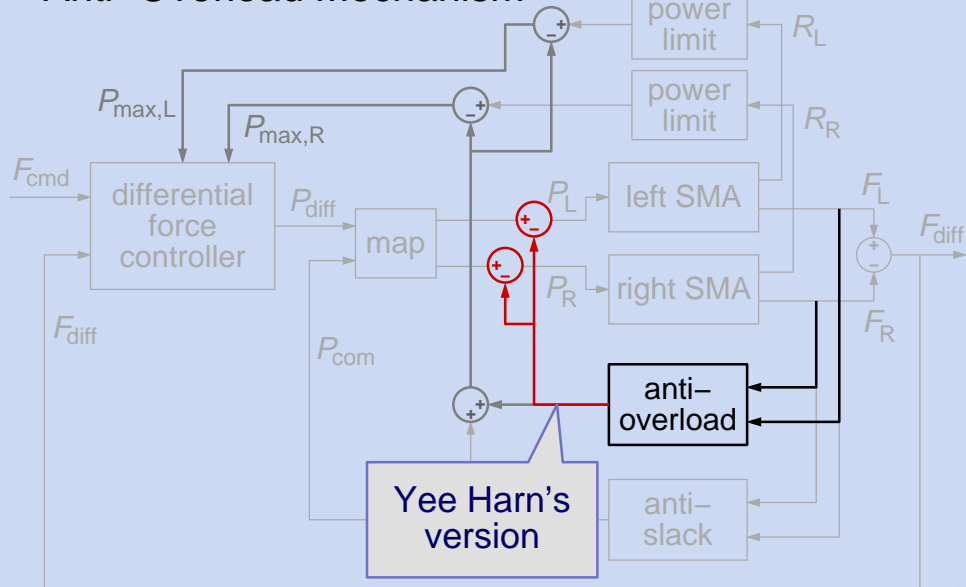 Anti−Overload Mechanism
power
limit
R_L
P_max,L
power
limit
R_R
P_max,R
F_cmd
differential
force
controller
P_diff
map
P_L
left SMA
F_L
F_diff
P_R
right SMA
F_R
F_diff
P_com
anti−
overload
Yee Harn's
version
anti−
slack
+
−
+
−
+
−
+
−
+
−
+
+